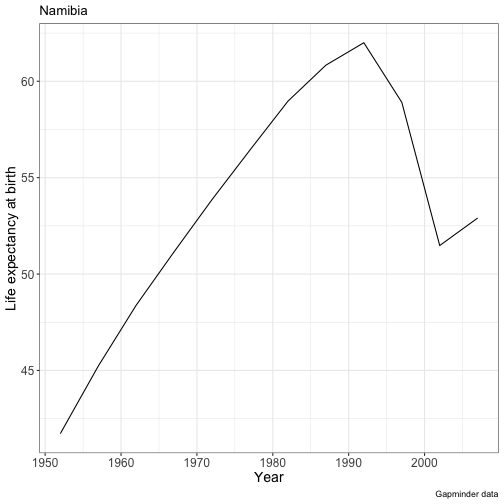 Namibia
60
55
50
45
Life expectancy at birth
1950 1960 1970 1980 1990 2000
Year
Gapminder data